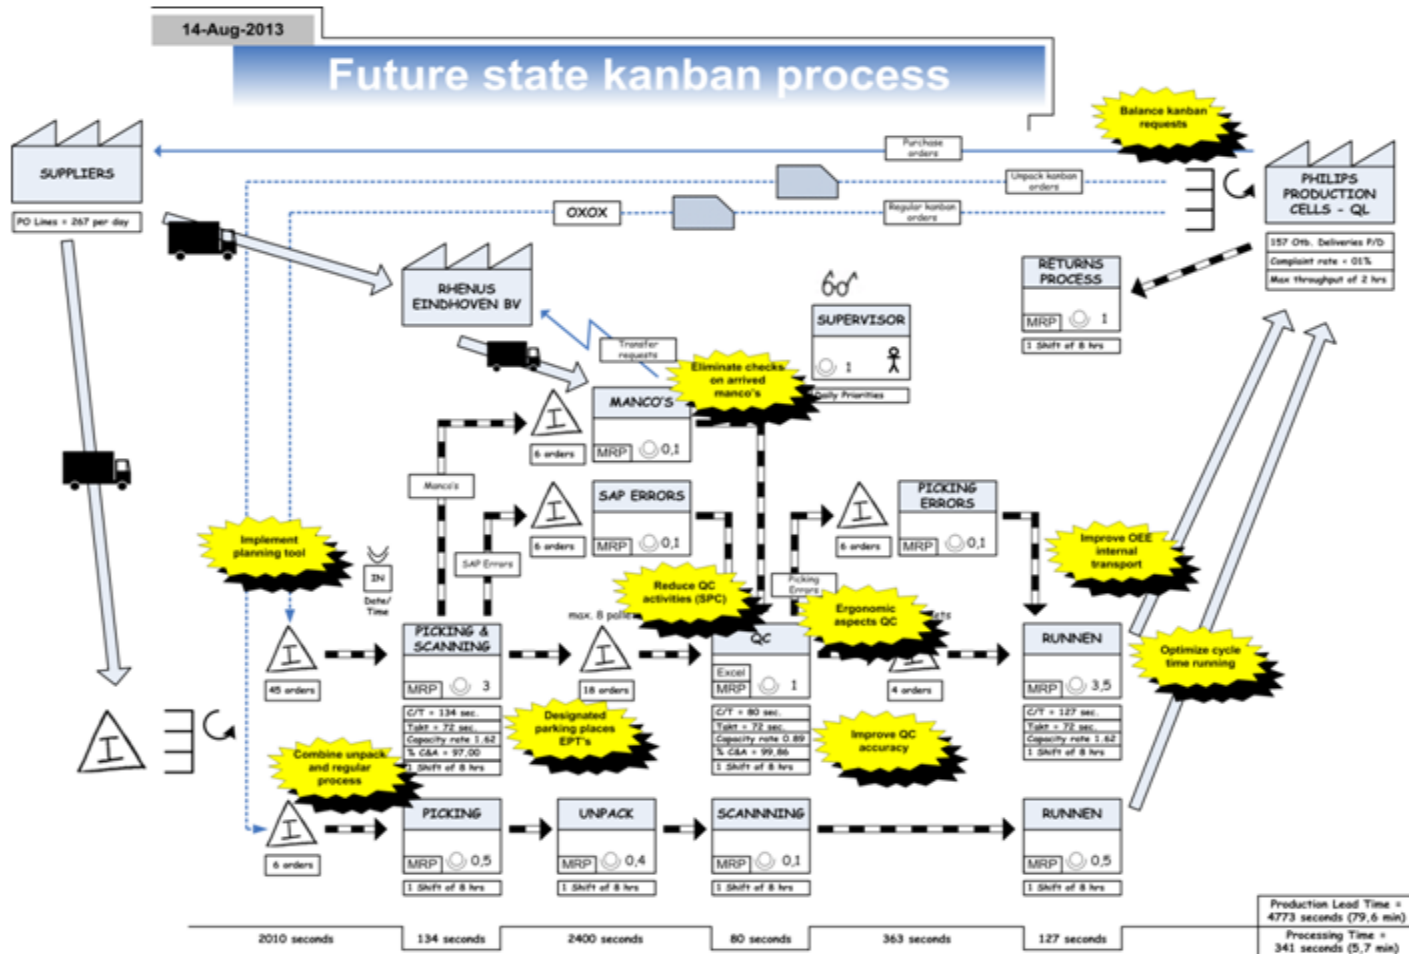 14-Aug-2013
Future state kanban process
Balance kanban
requests
SUPPLIERS
PO Lines = 267 per day
Purchase
orders
Unpack kanban
orders
OXOX
Regular kanban
orders
PHILIPS
PRODUCTION
CELLS - QL
157 Otb. Deliveries P/D
Complaint rate < 01%
Max throughput of 2 hrs
RHENUS
EINDHOVEN BV
RETURNS
PROCESS
MRP
1
1 Shift of 8 hrs
SUPERVISOR
1
Daily Priorities
Transfer
requests
Eliminate checks
on arrived
manco's
MANCO'S
MRP
0,1
I
6 orders
Manco's
SAP ERRORS
MRP
0,1
I
6 orders
SAP Errors
PICKING
ERRORS
MRP
0,1
I
6 orders
Picking
Errors
Implement
planning tool
IN
Date/
Time
Reduce QC
activities (SPC)
Ergonomic
aspects QC
Improve OEE
internal
transport
Optimize cycle
time running
I
45 orders
PICKING &
SCANNING
MRP
3
C/T = 134 sec.
Takt = 72 sec.
Capacity rate 1.62
% C&A = 97,00
1 Shift of 8 hrs
max. 8
I
18 orders
QC
Excel
MRP
1
C/T = 80 sec.
Takt = 72 sec.
Capacity rate 0.89
% C&A = 99,86
1 Shift of 8 hrs
I
4 orders
RUNNEN
MRP
3,5
C/T = 127 sec.
Takt = 72 sec.
Capacity rate 1.62
1 Shift of 8 hrs
Designated
parking places
EPT's
Improve QC
accuracy
Combine unpack
and regular
process
I
I
6 orders
PICKING
MRP
0,5
1 Shift of 8 hrs
UNPACK
MRP
0,4
1 Shift of 8 hrs
SCANNNING
MRP
0,1
1 Shift of 8 hrs
RUNNEN
MRP
0,5
1 Shift of 8 hrs
2010 seconds
134 seconds
2400 seconds
80 seconds
363 seconds
127 seconds
Production Lead Time =
4773 seconds (79,6 min)
Processing Time =
341 seconds (5,7 min)